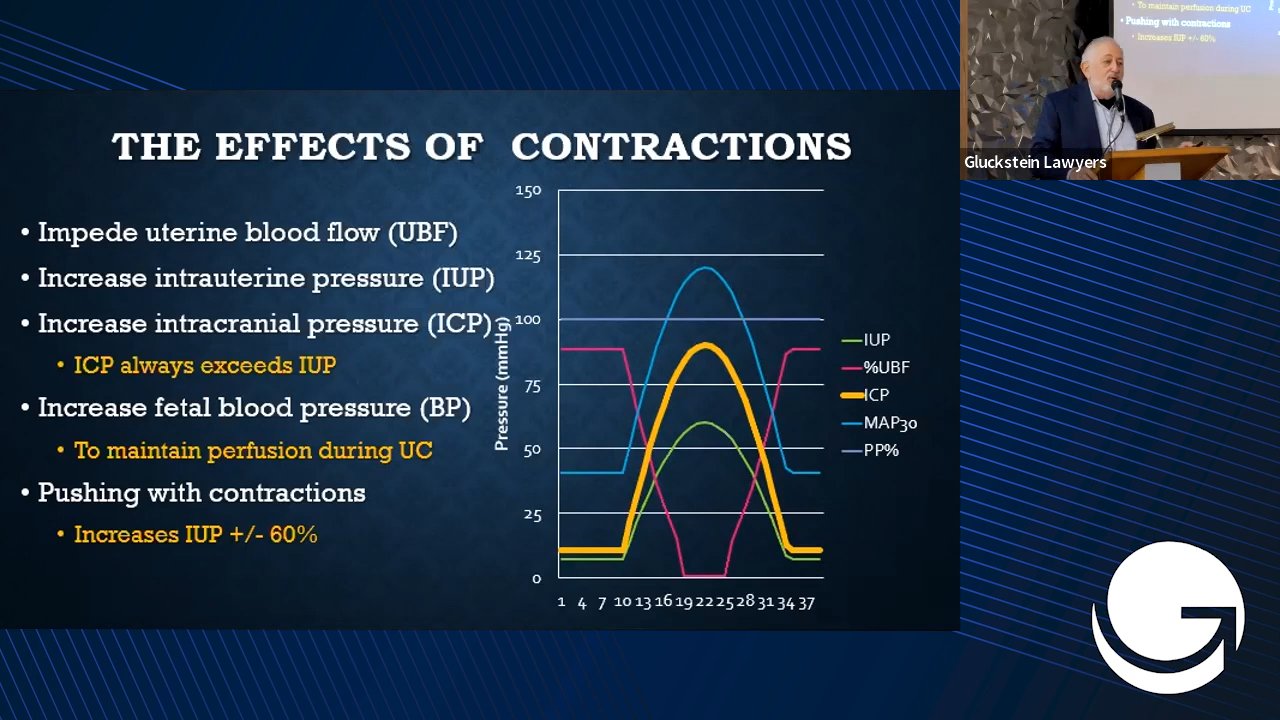 THE EFFECTS OF CONTRACTIONS
• Impede uterine blood flow (UBF)
• Increase intrauterine pressure (IUP)
• Increase intracranial pressure (ICP)
• ICP always exceeds IUP
• Increase fetal blood pressure (BP)
• To maintain perfusion during UC
• Pushing with contractions
• Increases IUP +/- 60%
Pressure (mmHg)
150
125
100
75
50
25
0
1 4 7 10 13 16 19 22 25 28 31 34 37
IUP
%UBF
ICP
MAP30
PP%
• To maintain perfusion during UC
• Pushing with contractions
• Increases IUP +/- 60%
Gluckstein Lawyers